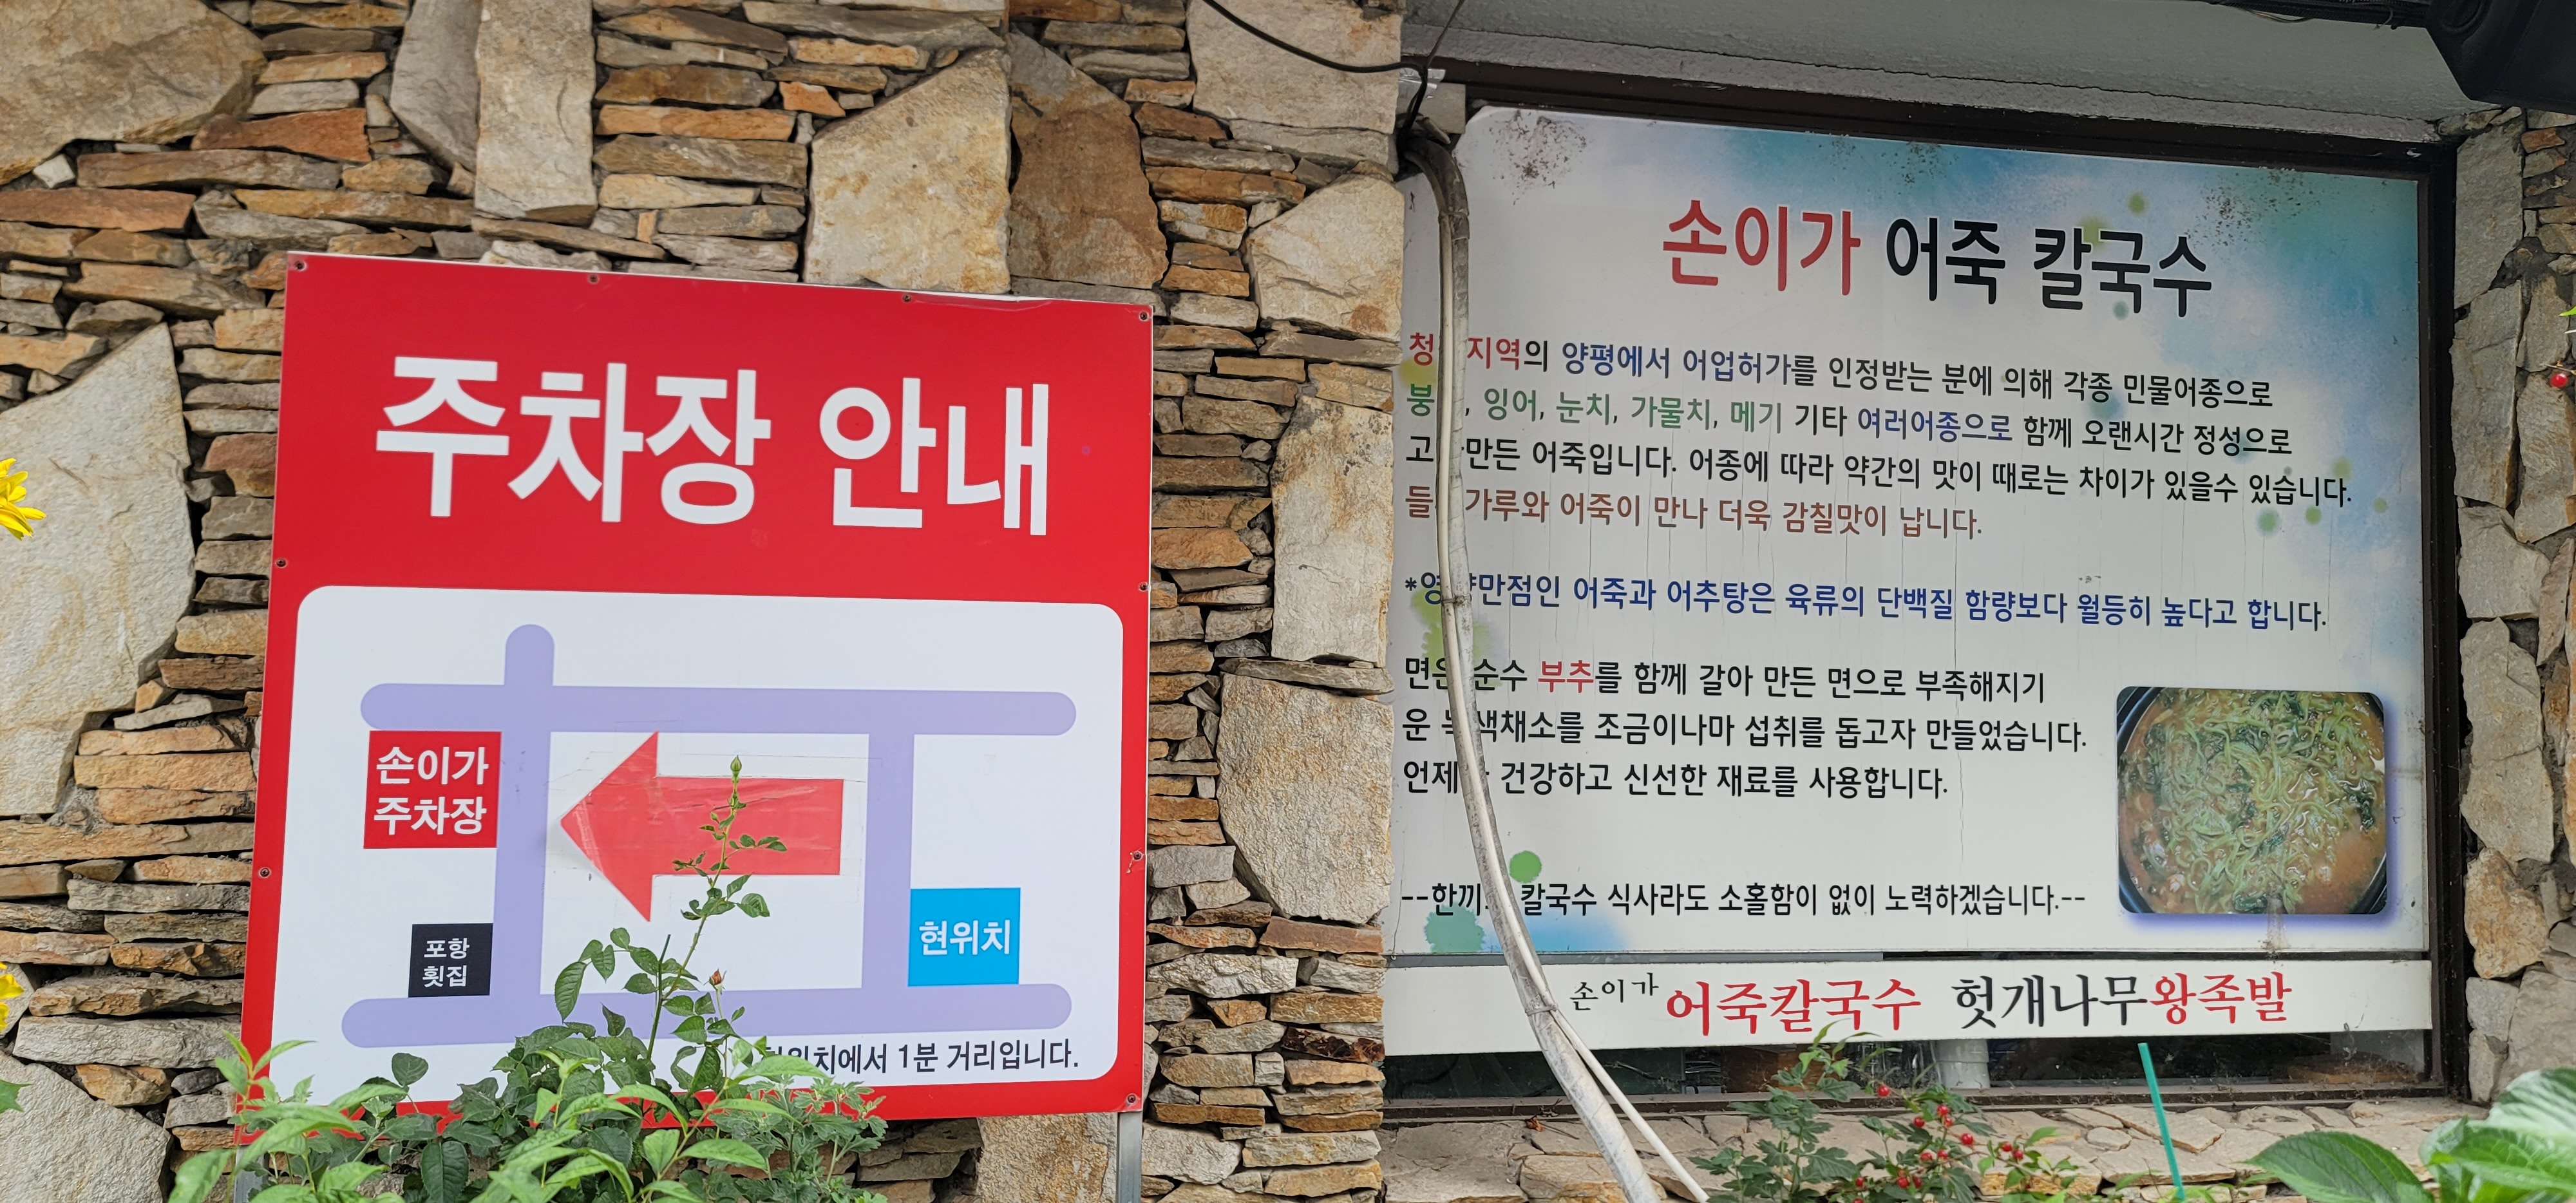 주차장 안내
손이가
주차장
포항
횟집
현위치
1분 거리입니다.
손이가 어죽 칼국수
지역의 양평에서 어업허가를 인정받는 분에 의해 각종 민물어종으로
, 잉어, 눈치, 가물치, 메기 기타 여러어종으로 함께 오랜시간 정성으로
만든 어죽입니다. 어종에 따라 약간의 맛이 때로는 차이가 있을수 있습니다.
가루와 어죽이 만나 더욱 감칠맛이 납니다.
*영양만점인 어죽과 어추탕은 육류의 단백질 함량보다 월등히 높다고 합니다.
면은 순수 부추를 함께 갈아 만든 면으로 부족해지기
운 녹색채소를 조금이나마 섭취를 돕고자 만들었습니다.
건강하고 신선한 재료를 사용합니다.
칼국수 식사라도 소홀함이 없이 노력하겠습니다.--
손이가 어죽칼국수 헛개나무왕족발